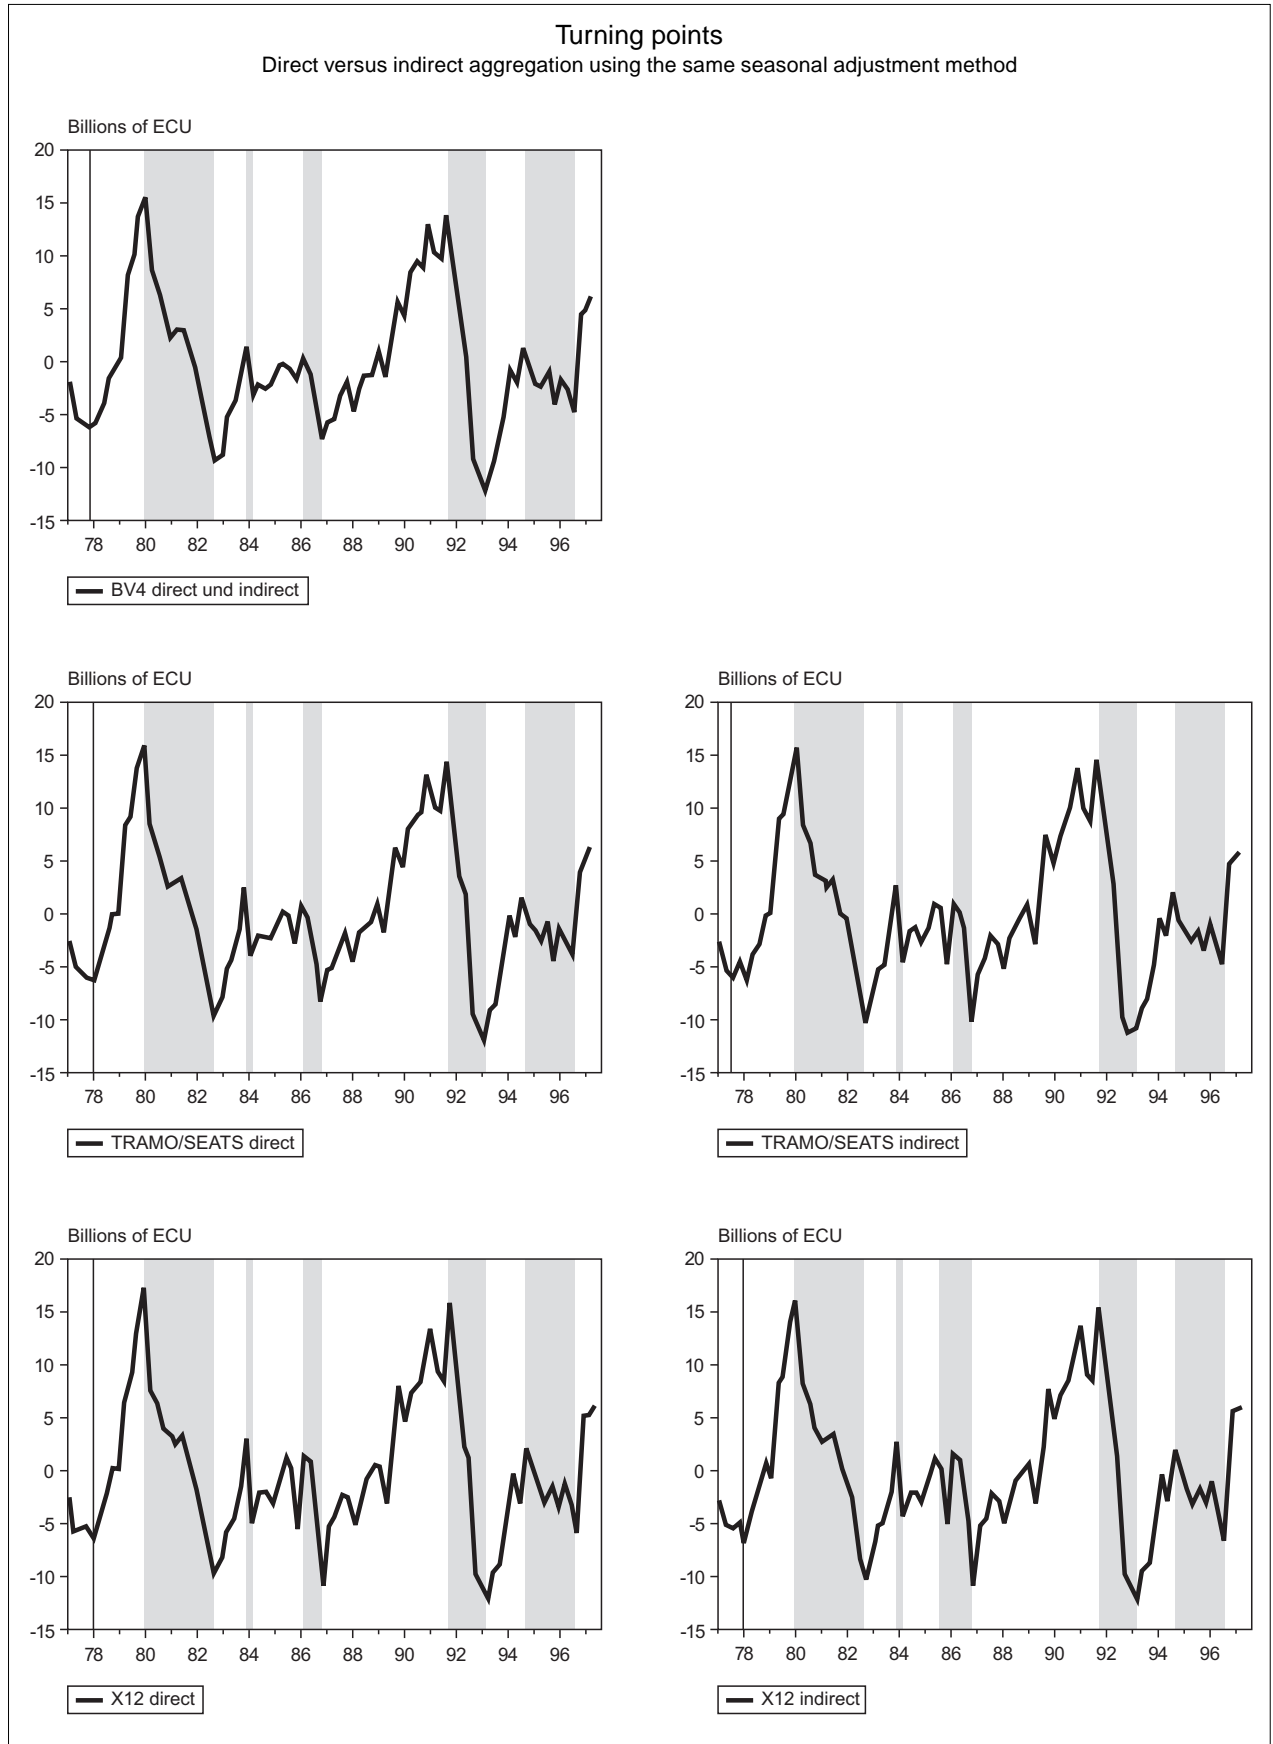 Turning points
Direct versus indirect aggregation using the same seasonal adjustment method
Billions of ECU
20
15
10
5
0
-5
-10
-15
78 80 82 84 86 88 90 92 94 96
BV4 direct und indirect
Billions of ECU
20
15
10
5
0
-5
-10
-15
78 80 82 84 86 88 90 92 94 96
TRAMO/SEATS direct
Billions of ECU
20
15
10
5
0
-5
-10
-15
78 80 82 84 86 88 90 92 94 96
TRAMO/SEATS indirect
Billions of ECU
20
15
10
5
0
-5
-10
-15
78 80 82 84 86 88 90 92 94 96
X12 direct
Billions of ECU
20
15
10
5
0
-5
-10
-15
78 80 82 84 86 88 90 92 94 96
X12 indirect